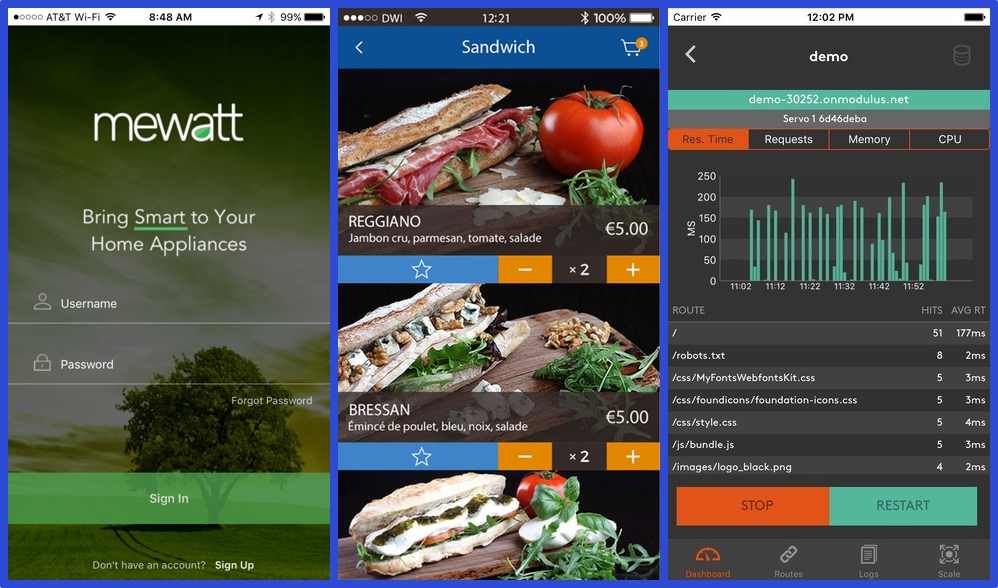 AT&T Wi-Fi 8:48 AM 99%
mewatt
Bring Smart to Your
Home Appliances
Username
Password
Forgot Password
Sign In
Don't have an account? Sign Up
DWI 12:21 100%
Sandwich 3
REGGIANO
Jambon cru, parmesan, tomate, salade
€5.00
− × 2 +
BRESSAN
Émincé de poulet, bleu, noix, salade
€5.00
− × 2 +
Carrier 12:02 PM
demo
demo-30252.onmodulus.net
Servo 1 6d46deba
Res. Time Requests Memory CPU
250
200
150
100
50
0
MS
11:02 11:12 11:22 11:32 11:42 11:52
ROUTE HITS AVG RT
/ 51 177ms
/robots.txt 8 2ms
/css/MyFontsWebfontsKit.css 5 3ms
/css/foundicons/foundation-icons.css 5 3ms
/css/style.css 5 4ms
/js/bundle.js 5 3ms
/images/logo_black.png 4 2ms
STOP RESTART
Dashboard Routes Logs Scale